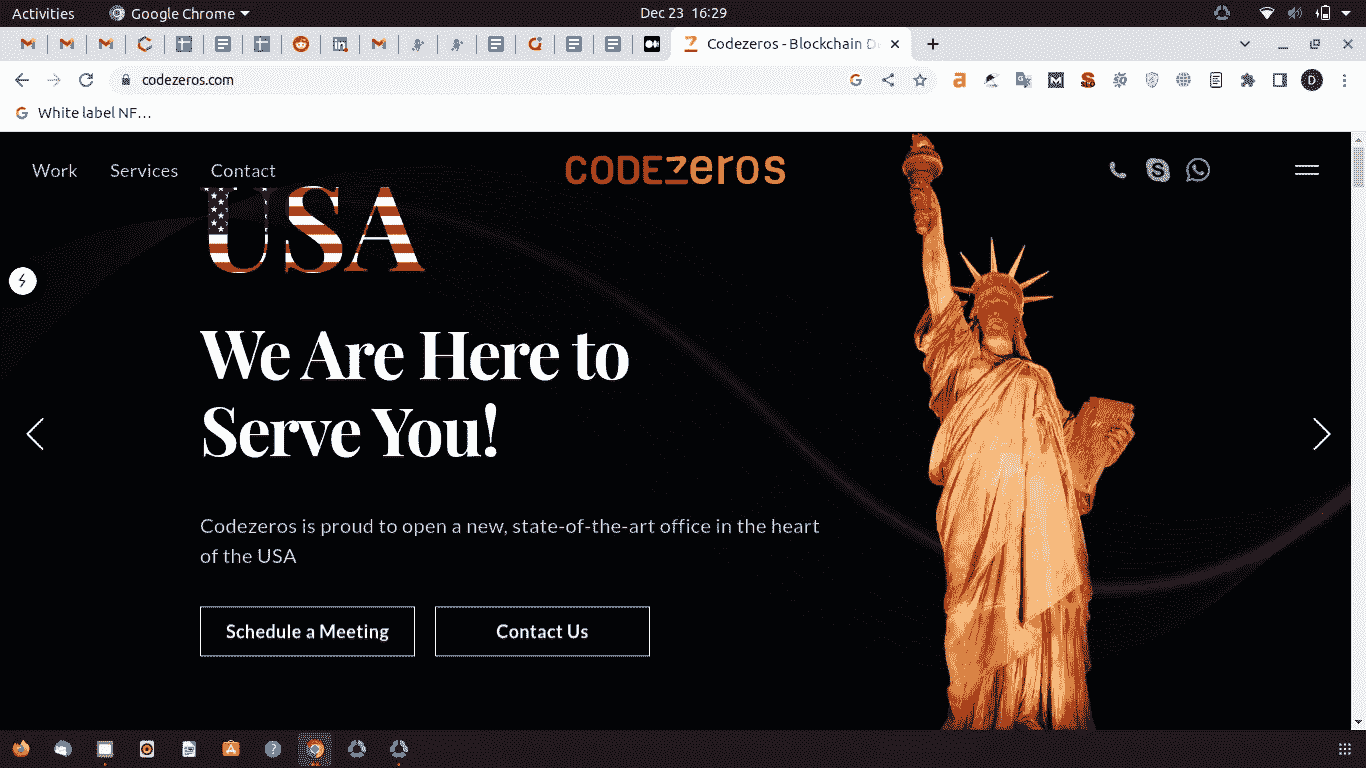 Activities
Google Chrome
Dec 23 16:29
Codezeros - Blockchain D
codezeros.com
White label NF...
Work
Services
Contact
CODEZEROS
USA
We Are Here to
Serve You!
Codezeros is proud to open a new, state-of-the-art office in the heart
of the USA
Schedule a Meeting
Contact Us